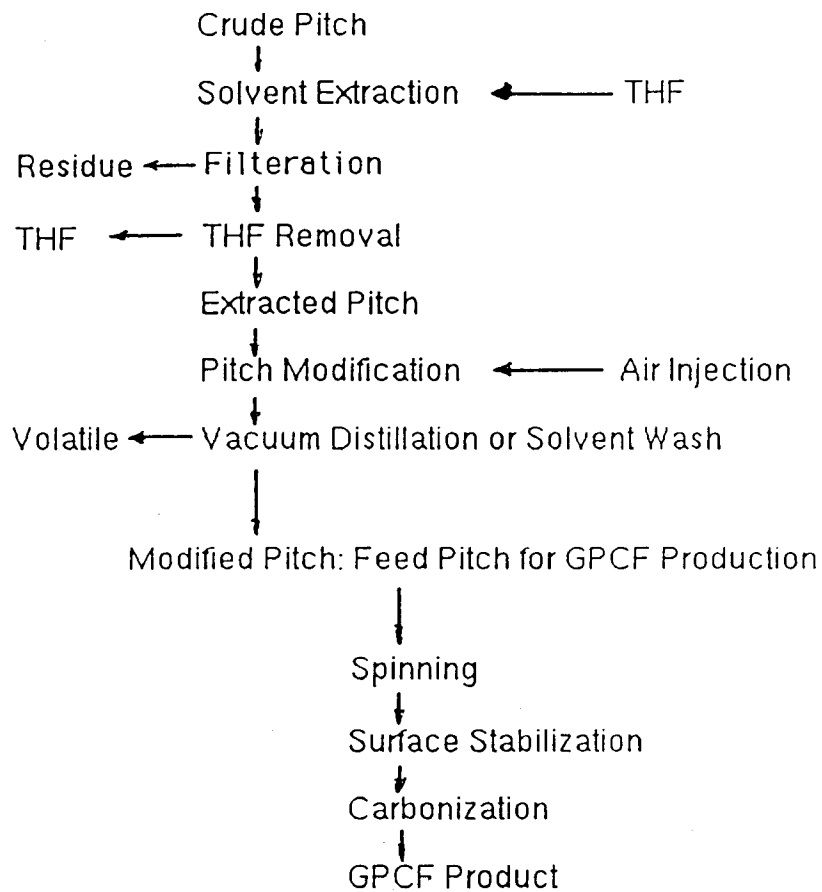 Crude Pitch
Solvent Extraction THF
Residue Filteration
THF THF Removal
Extracted Pitch
Pitch Modification Air Injection
Volatile Vacuum Distillation or Solvent Wash
Modified Pitch: Feed Pitch for GPCF Production
Spinning
Surface Stabilization
Carbonization
GPCF Product